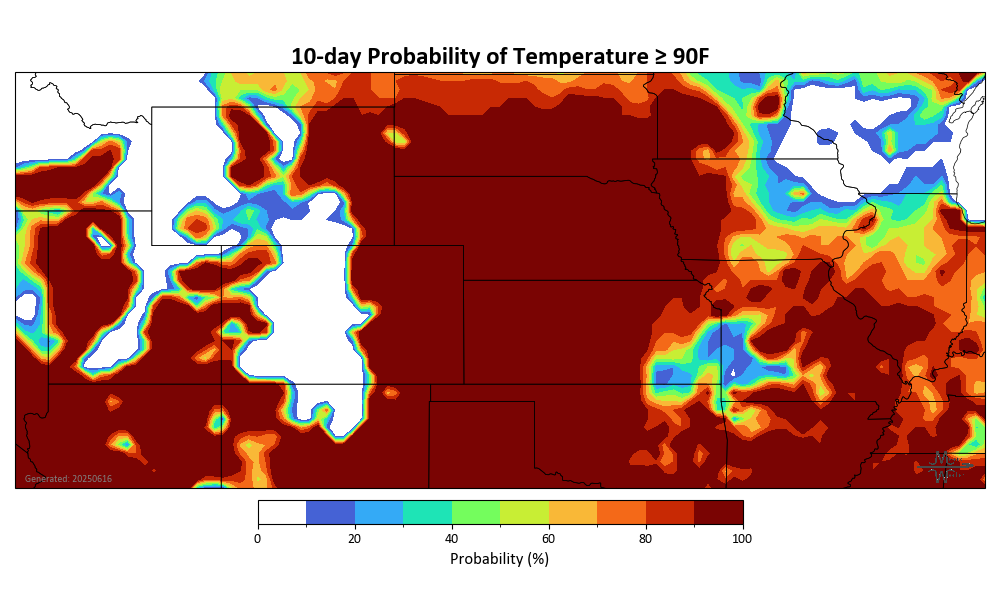 10-day Probability of Temperature ≥ 90F
Generated: 20250616
0 20 40 60 80 100
Probability (%)